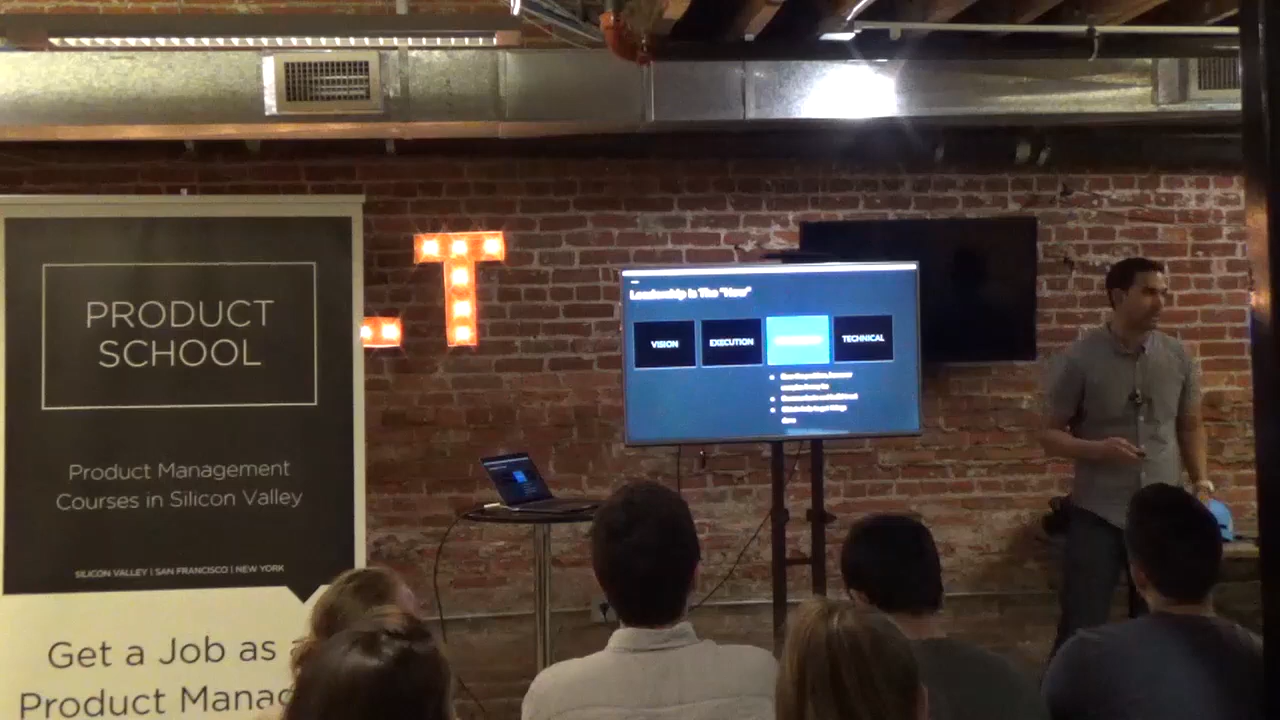 PRODUCT
SCHOOL
Product Management
Courses in Silicon Valley
SILICON VALLEY | SAN FRANCISCO | NEW YORK
Get a Job as a
Product Manag
.T
Leadership Is The "How"
VISION
EXECUTION
TECHNICAL